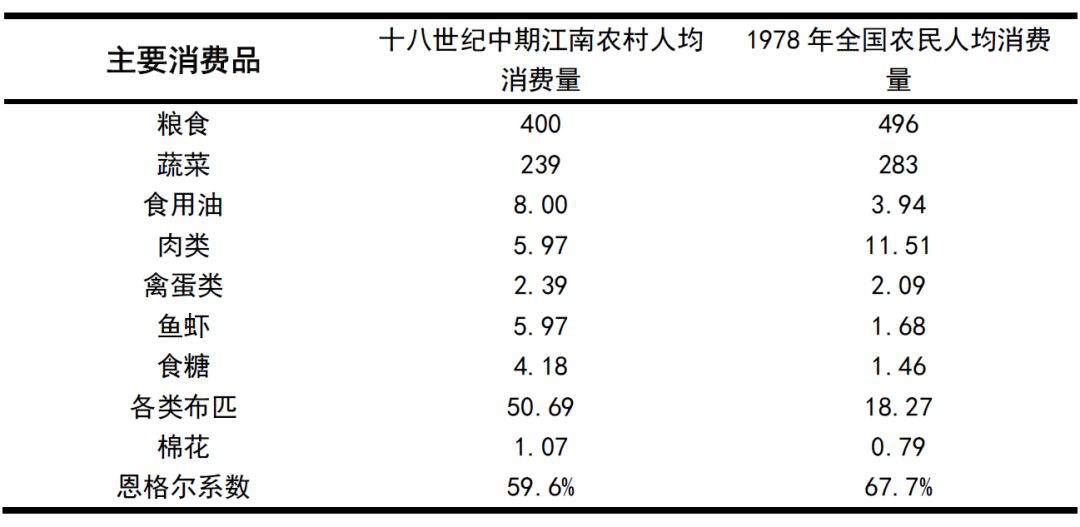 主要消费品 十八世纪中期江南农村人均消费量 1978年全国农民人均消费量
粮食 400 496
蔬菜 239 283
食用油 8.00 3.94
肉类 5.97 11.51
禽蛋类 2.39 2.09
鱼虾 5.97 1.68
食糖 4.18 1.46
各类布匹 50.69 18.27
棉花 1.07 0.79
恩格尔系数 59.6% 67.7%